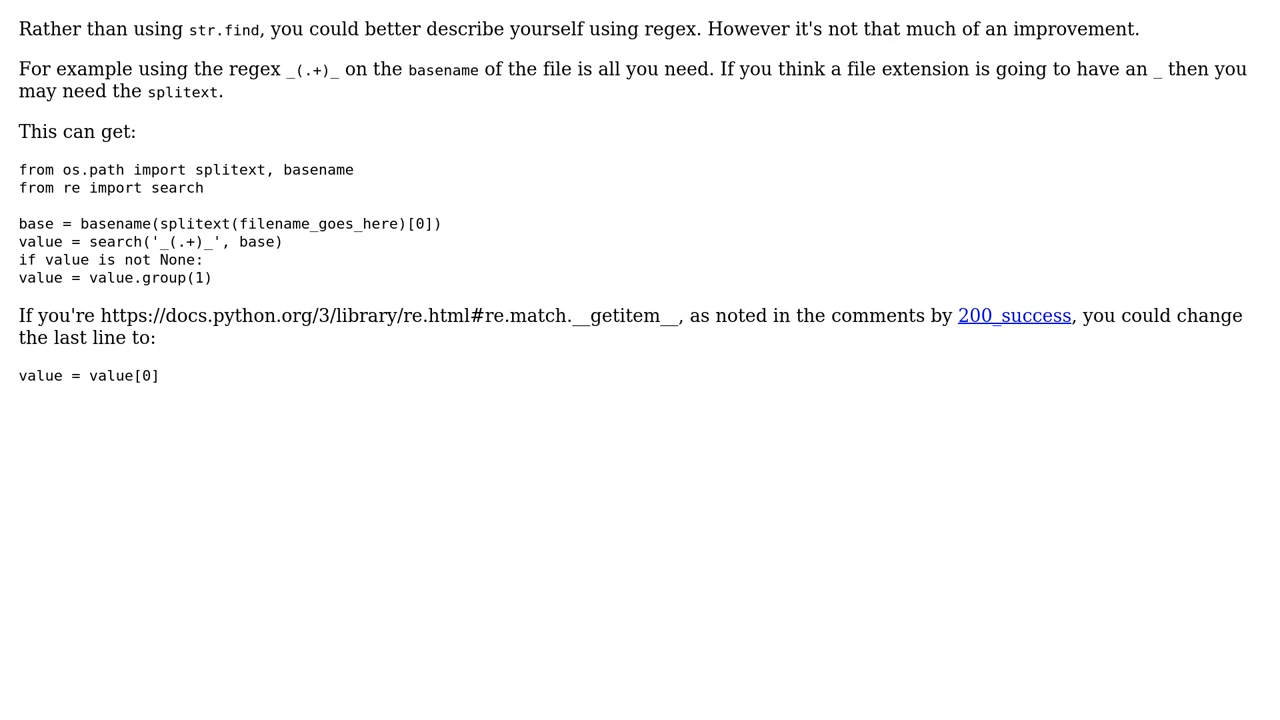 Rather than using str.find, you could better describe yourself using regex. However it's not that much of an improvement.
For example using the regex _(.+)_ on the basename of the file is all you need. If you think a file extension is going to have an _ then you
may need the splitext.
This can get:
from os.path import splitext, basename
from re import search
base = basename(splitext(filename_goes_here)[0])
value = search('_(.+)_', base)
if value is not None:
value = value.group(1)
If you're https://docs.python.org/3/library/re.html#re.match.__getitem__, as noted in the comments by 200_success, you could change
the last line to:
value = value[0]